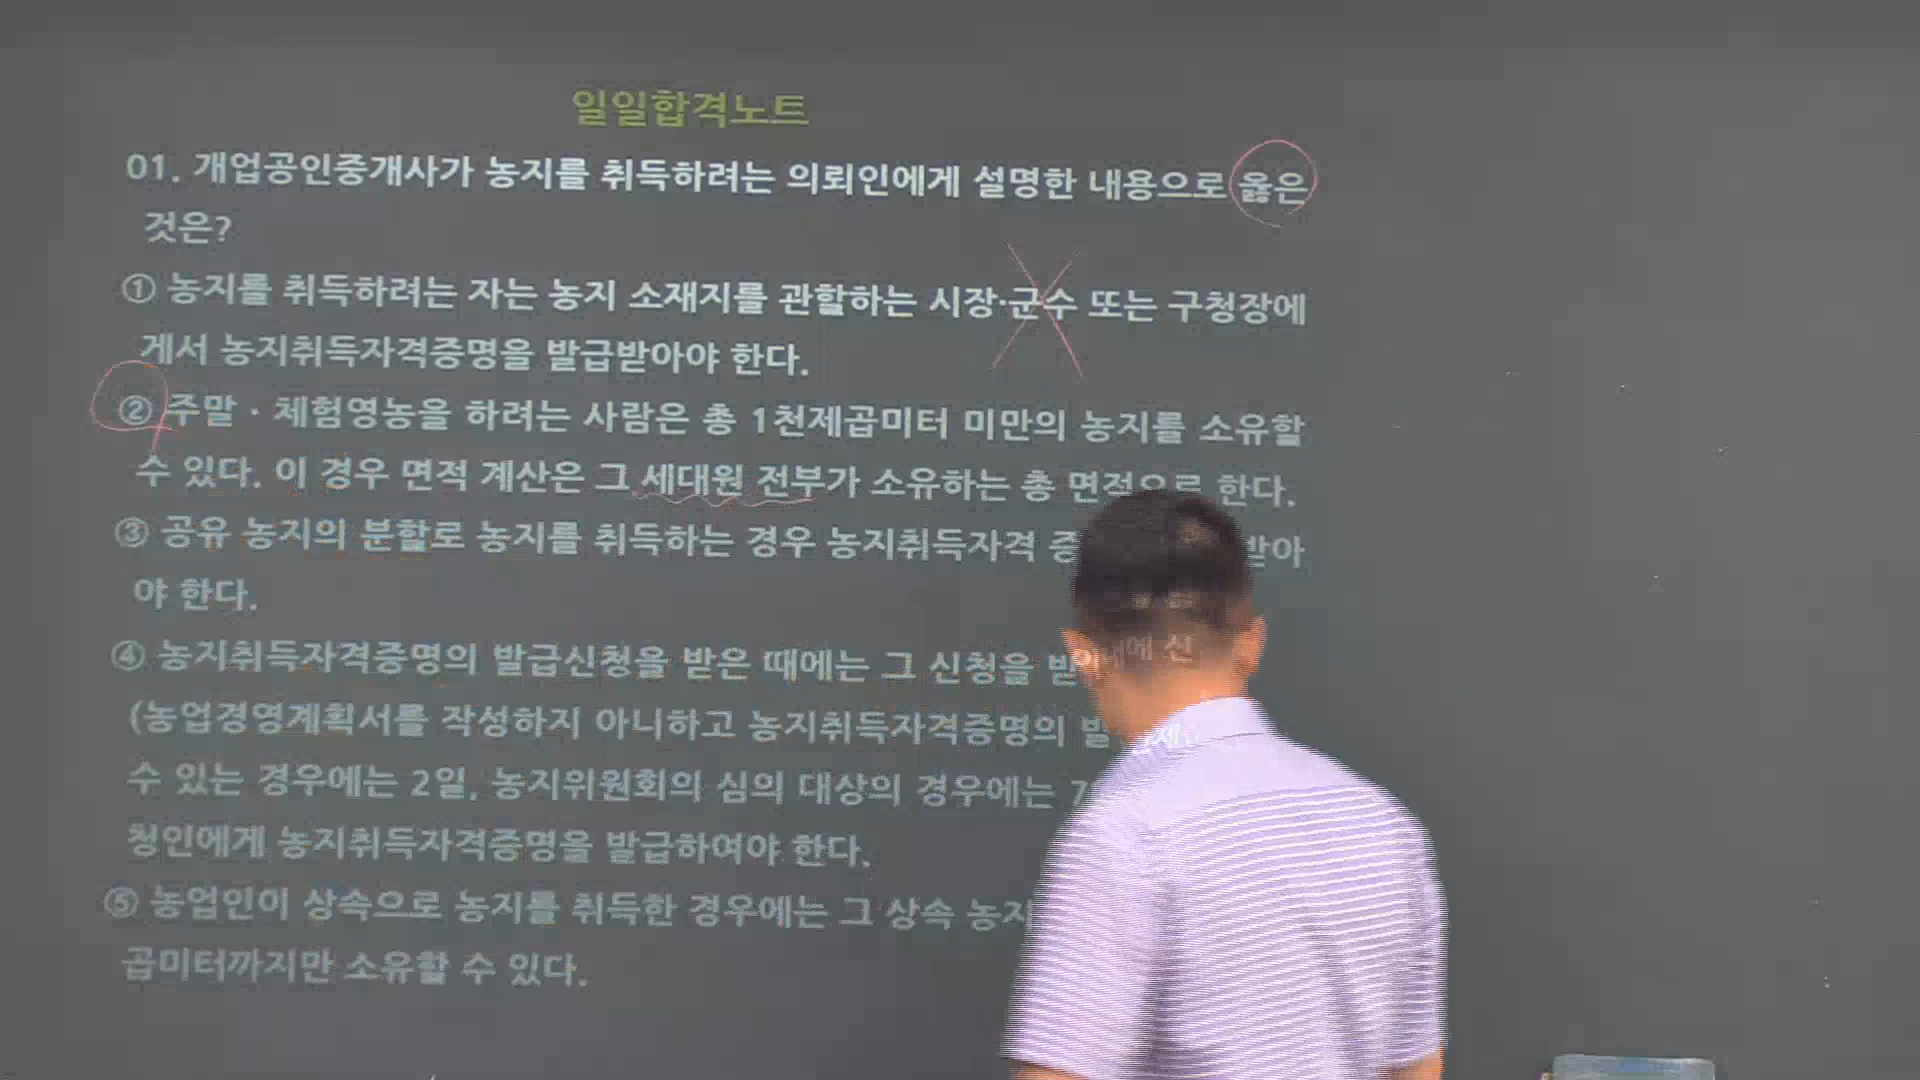 일일합격노트
01. 개업공인중개사가 농지를 취득하려는 의뢰인에게 설명한 내용으로 옳은
것은?
① 농지를 취득하려는 자는 농지 소재지를 관할하는 시장·군수 또는 구청장에
게서 농지취득자격증명을 발급받아야 한다.
② 주말 · 체험영농을 하려는 사람은 총 1천제곱미터 미만의 농지를 소유할
수 있다. 이 경우 면적 계산은 그 세대원 전부가 소유하는 총 면적으로 한다.
③ 공유 농지의 분할로 농지를 취득하는 경우 농지취득자격 증 받아
야 한다.
④ 농지취득자격증명의 발급신청을 받은 때에는 그 신청을 받
(농업경영계획서를 작성하지 아니하고 농지취득자격증명의 발
수 있는 경우에는 2일, 농지위원회의 심의 대상의 경우에는 7
청인에게 농지취득자격증명을 발급하여야 한다.
⑤ 농업인이 상속으로 농지를 취득한 경우에는 그 상속 농지
곱미터까지만 소유할 수 있다.